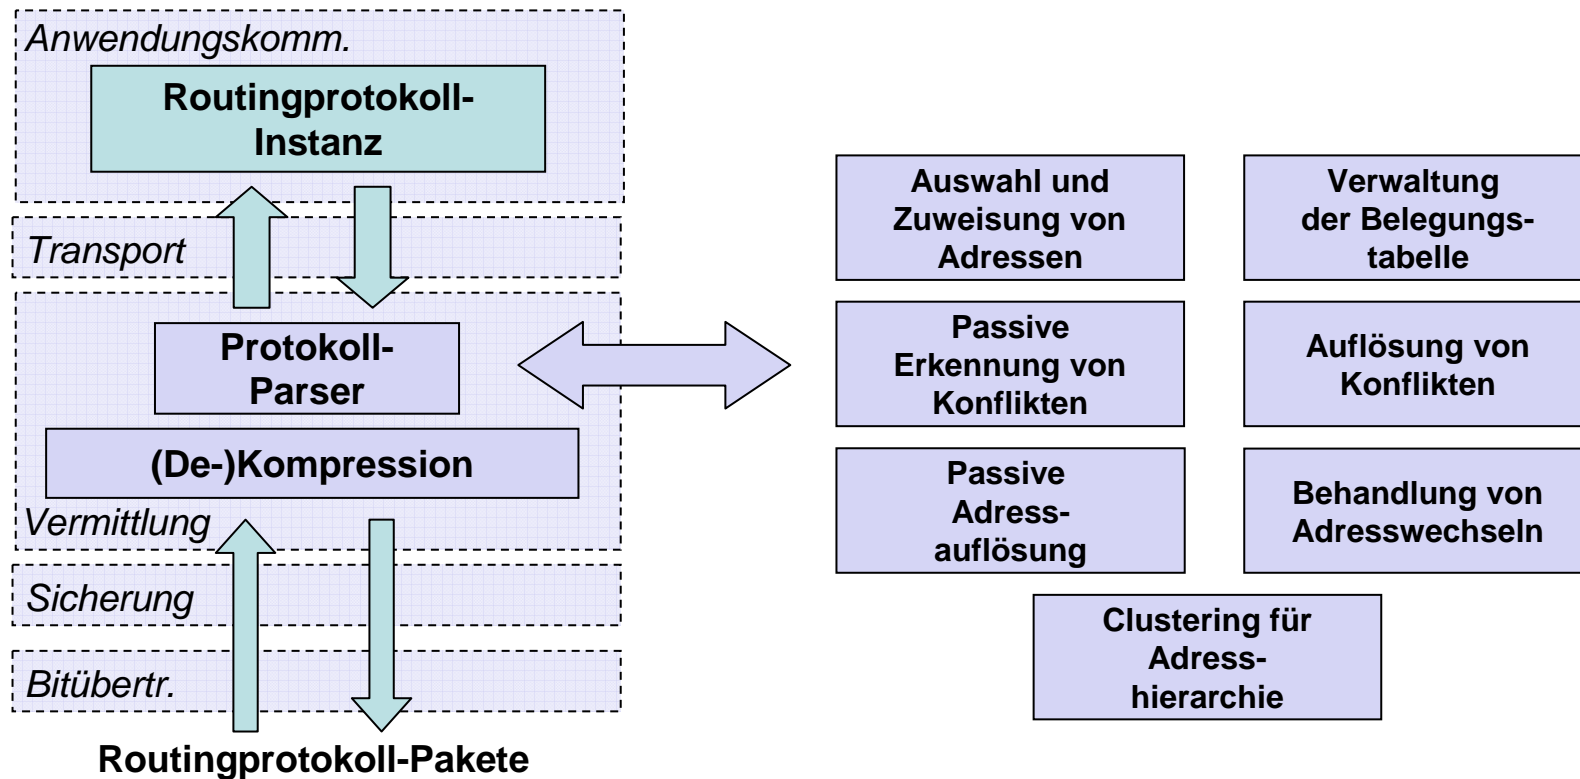 Anwendungskomm.
Routingprotokoll-
Instanz
Transport
Protokoll-
Parser
(De-)Kompression
Vermittlung
Sicherung
Bitübertr.
Routingprotokoll-Pakete
Auswahl und
Zuweisung von
Adressen
Verwaltung
der Belegungs-
tabelle
Passive
Erkennung von
Konflikten
Auflösung von
Konflikten
Passive
Adress-
auflösung
Behandlung von
Adresswechseln
Clustering für
Adress-
hierarchie